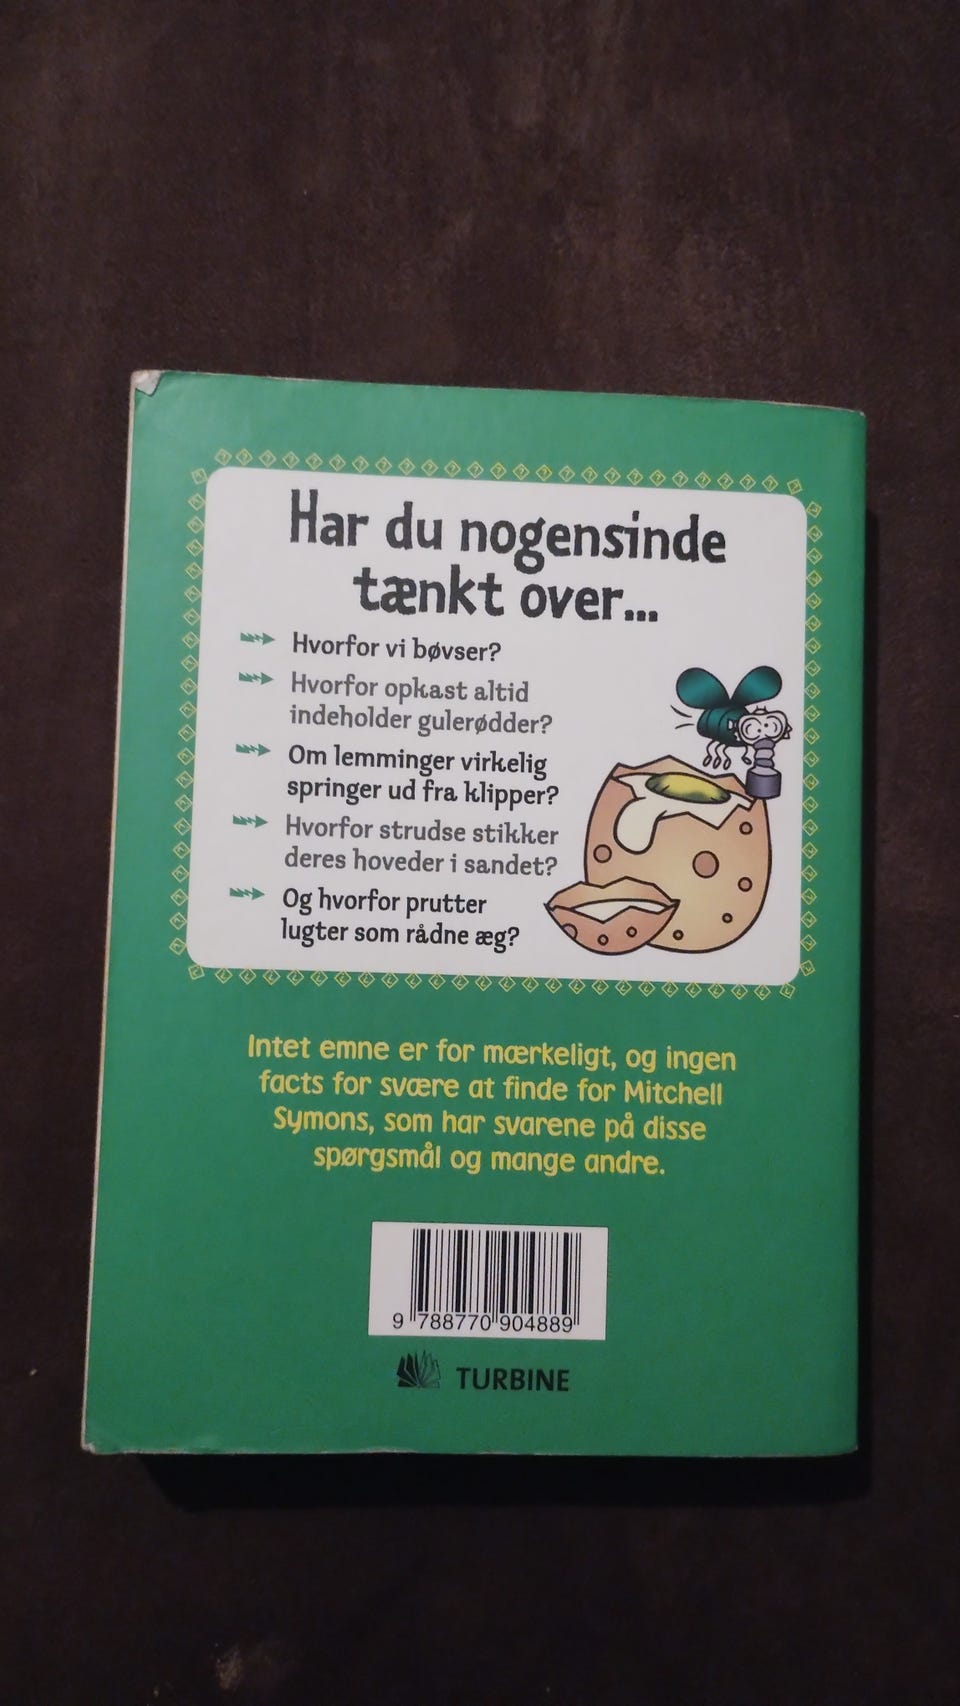 Har du nogensinde
tænkt over...
Hvorfor vi bøvser?
Hvorfor opkast altid
indeholder gulerødder?
Om lemminger virkelig
springer ud fra klipper?
Hvorfor strudse stikker
deres hoveder i sandet?
Og hvorfor prutter
lugter som rådne æg?
Intet emne er for mærkeligt, og ingen
facts for svære at finde for Mitchell
Symons, som har svarene på disse
spørgsmål og mange andre.
9 788770 904889
TURBINE